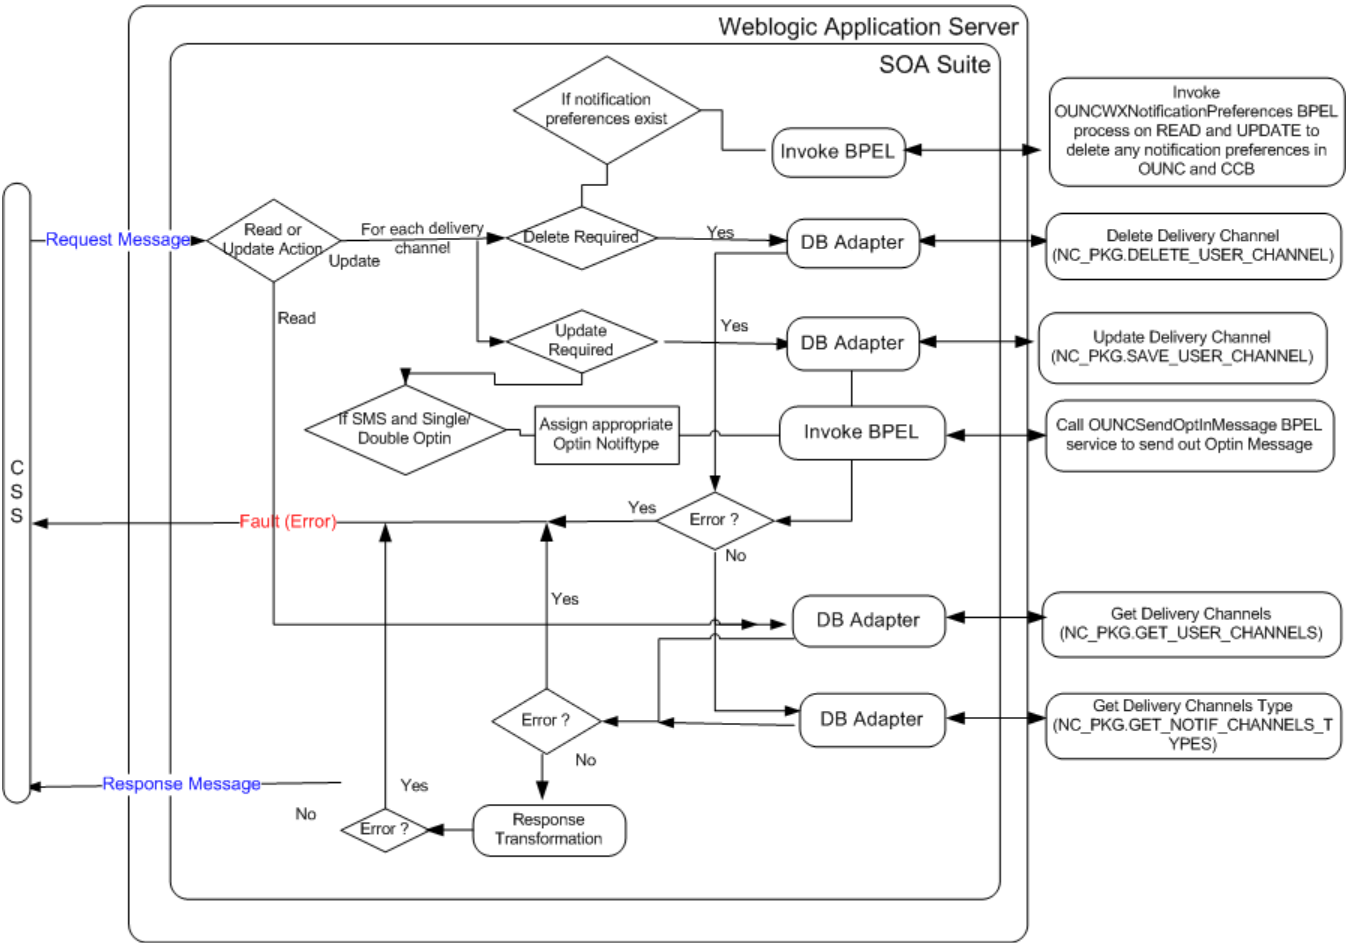 Weblogic Application Server
SOA Suite
If notification
preferences exist
Invoke BPEL
Invoke
OUNCWXNotificationPreferences BPEL
process on READ and UPDATE to
delete any notification preferences in
OUNC and CCB
Request Message
Read or
Update Action
For each delivery
channel
Update
Delete Required
Yes
DB Adapter
Delete Delivery Channel
(NC_PKG.DELETE_USER_CHANNEL)
Read
Update
Required
Yes
DB Adapter
Update Delivery Channel
(NC_PKG.SAVE_USER_CHANNEL)
If SMS and Single/
Double Optin
Assign appropriate
Optin Notiftype
Invoke BPEL
Call OUNCSendOptInMessage BPEL
service to send out Optin Message
C
S
S
Fault (Error)
Yes
Error ?
No
Yes
DB Adapter
Get Delivery Channels
(NC_PKG.GET_USER_CHANNELS)
Error ?
DB Adapter
Get Delivery Channels Type
(NC_PKG.GET_NOTIF_CHANNELS_T
YPES)
No
Response Message
Yes
No
Error ?
Response
Transformation